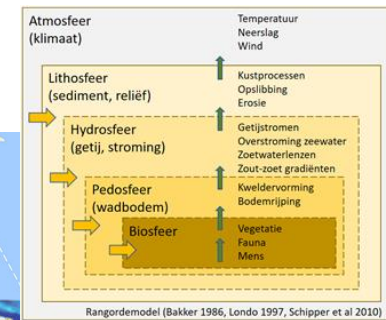 Atmosfeer
(klimaat)
Temperatuur
Neerslag
Wind
Lithosfeer
(sediment, reliëf)
Kustprocessen
Opslibbing
Erosie
Hydrosfeer
(getij, stroming)
Getijstromen
Overstroming zeewater
Zoetwaterlenzen
Zout-zoet gradiënten
Pedosfeer
(wadbodem)
Kweldervorming
Bodemrijping
Biosfeer
Vegetatie
Fauna
Mens
Rangordemodel (Bakker 1986, Londo 1997, Schipper et al 2010)